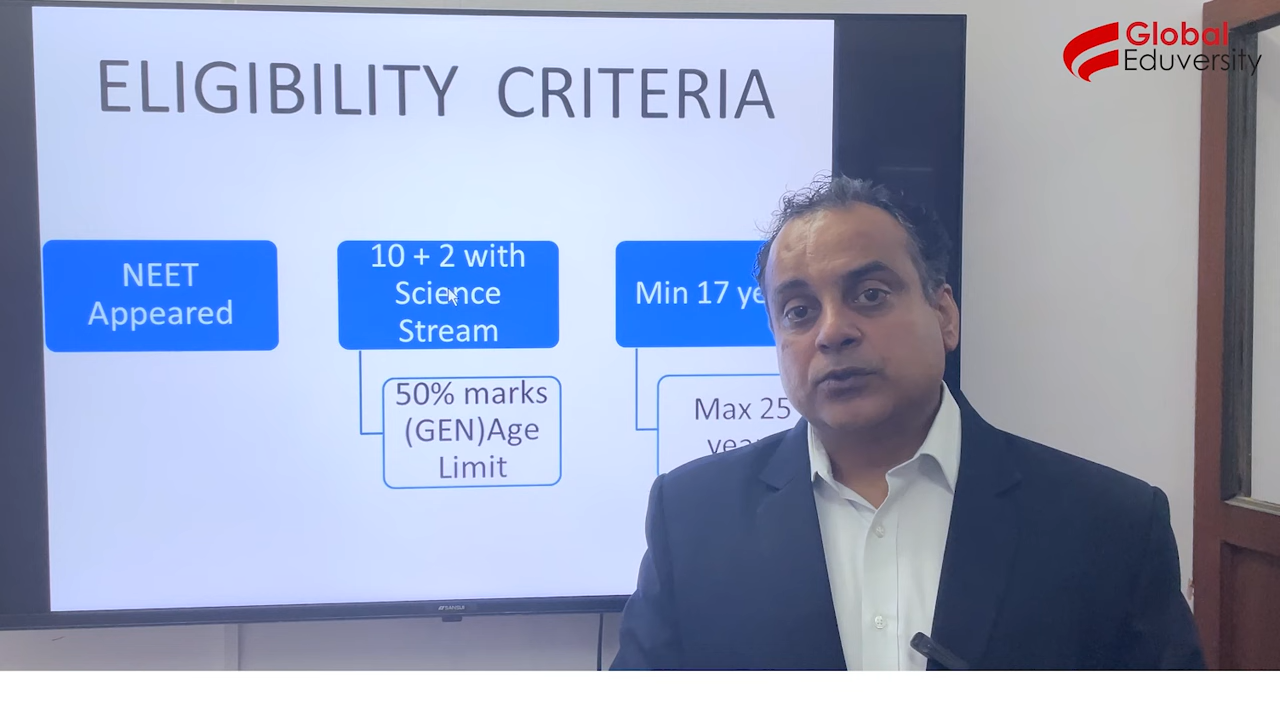 Global
Eduversity
ELIGIBILITY CRITERIA
NEET
Appeared
10 + 2 with
Science
Stream
50% marks
(GEN)Age
Limit
Min 17
Max 25
SANSUI